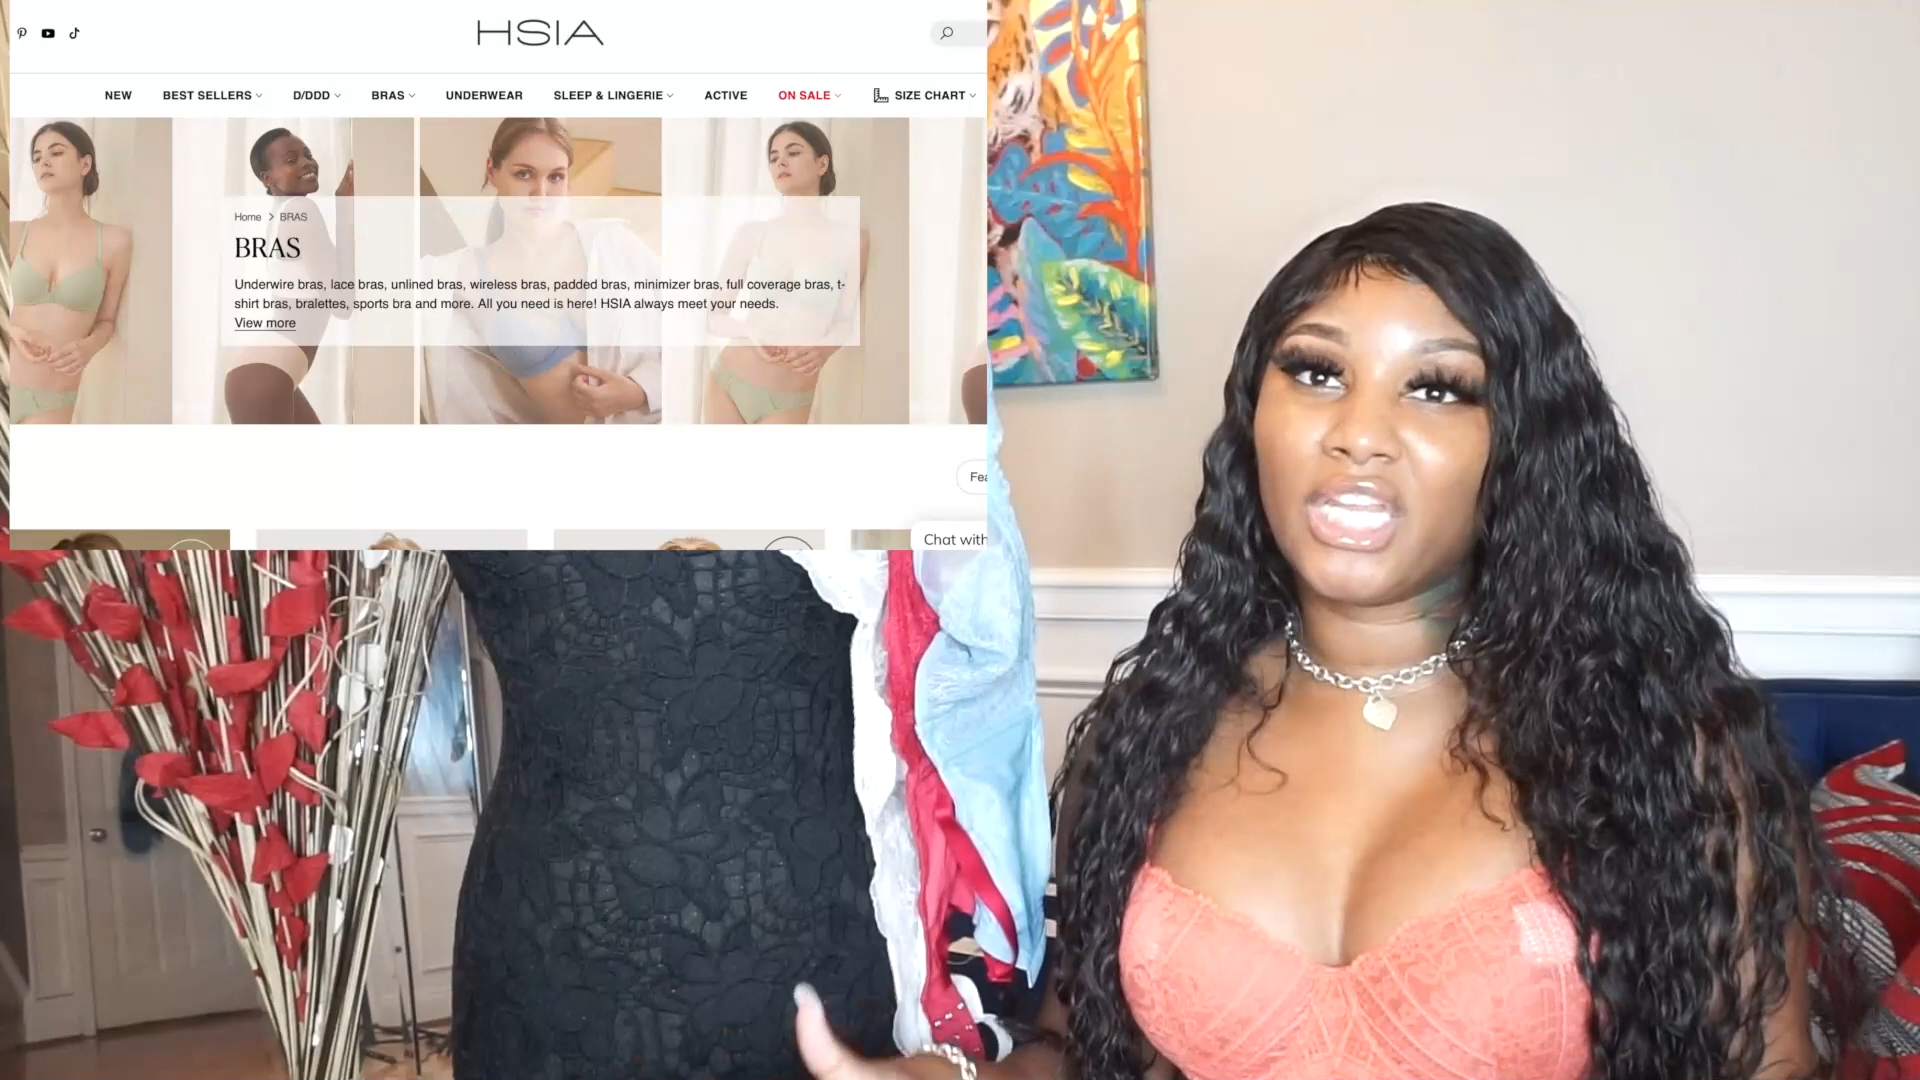 HSIA
NEW BEST SELLERS D/DDD BRAS UNDERWEAR SLEEP & LINGERIE ACTIVE ON SALE SIZE CHART
Home > BRAS
BRAS
Underwire bras, lace bras, unlined bras, wireless bras, padded bras, minimizer bras, full coverage bras, t-
shirt bras, bralettes, sports bra and more. All you need is here! HSIA always meet your needs.
View more
Fea
Chat with